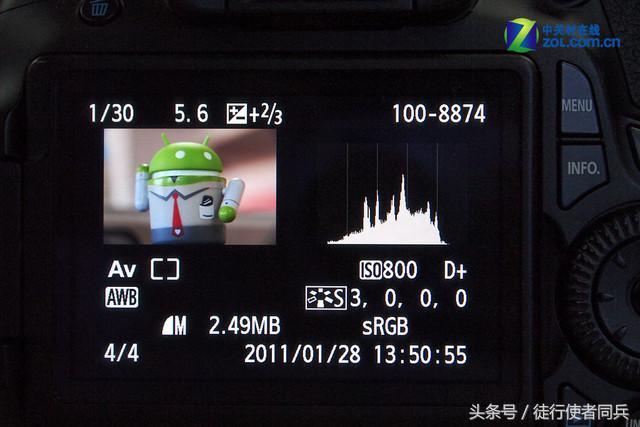 中关村在线
ZOL.COM.CN
1/30 5.6 +2/3 100-8874
MENU
INFO.
Av ISO800 D+
AWB S3, 0, 0, 0
M 2.49MB sRGB
4/4 2011/01/28 13:50:55
头条号 / 徒行使者同兵